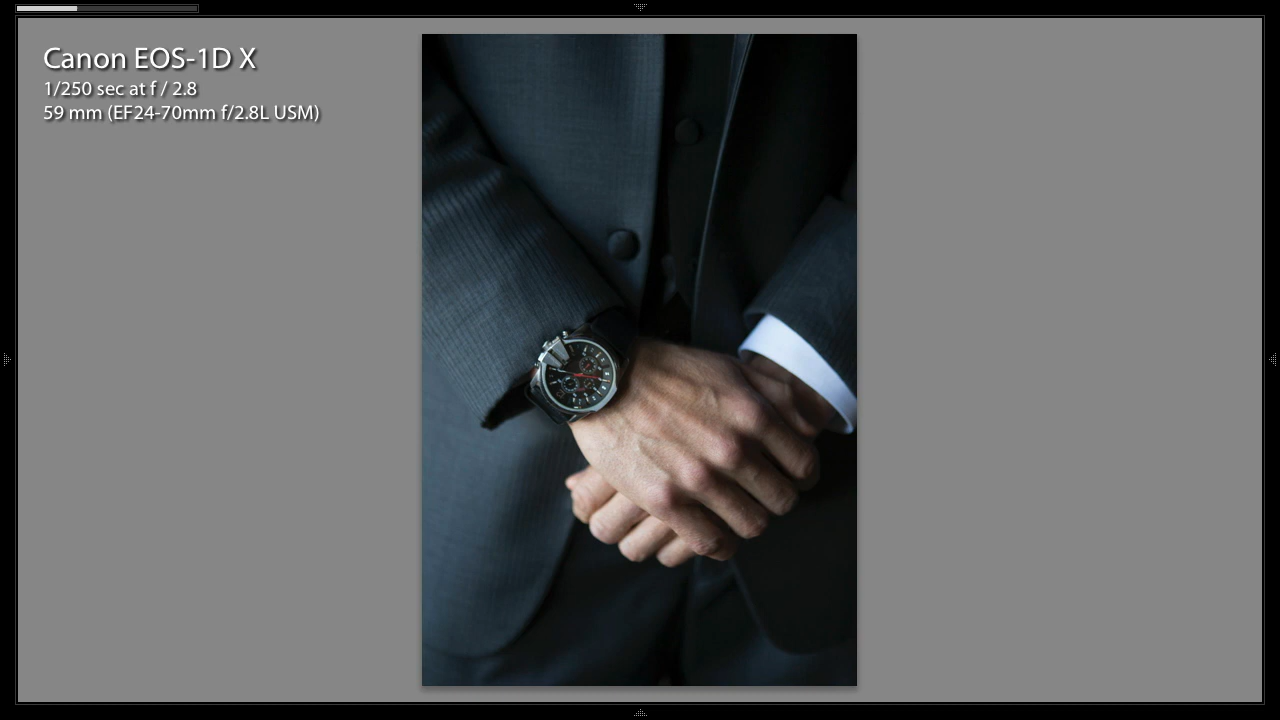 Canon EOS-1D X
1/250 sec at f / 2.8
59 mm (EF24-70mm f/2.8L USM)